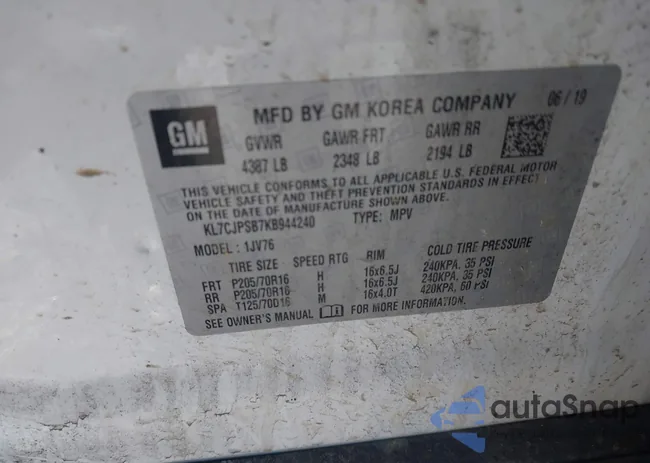 GM
MFD BY GM KOREA COMPANY 06/19
GVWR GAWR FRT GAWR RR
4387 LB 2348 LB 2194 LB
THIS VEHICLE CONFORMS TO ALL APPLICABLE U.S. FEDERAL MOTOR
VEHICLE SAFETY AND THEFT PREVENTION STANDARDS IN EFFECT
ON THE DATE OF MANUFACTURE SHOWN ABOVE.
KL7CJPSB7KB944240 TYPE: MPV
MODEL: 1JV76
TIRE SIZE SPEED RTG RIM COLD TIRE PRESSURE
FRT P205/70R16 H 16x6.5J 240KPA, 35 PSI
RR P205/70R16 H 16x6.5J 240KPA, 35 PSI
SPA T125/70D16 M 16x4.0T 420KPA, 60 PSI
SEE OWNER'S MANUAL FOR MORE INFORMATION.
autoSnap